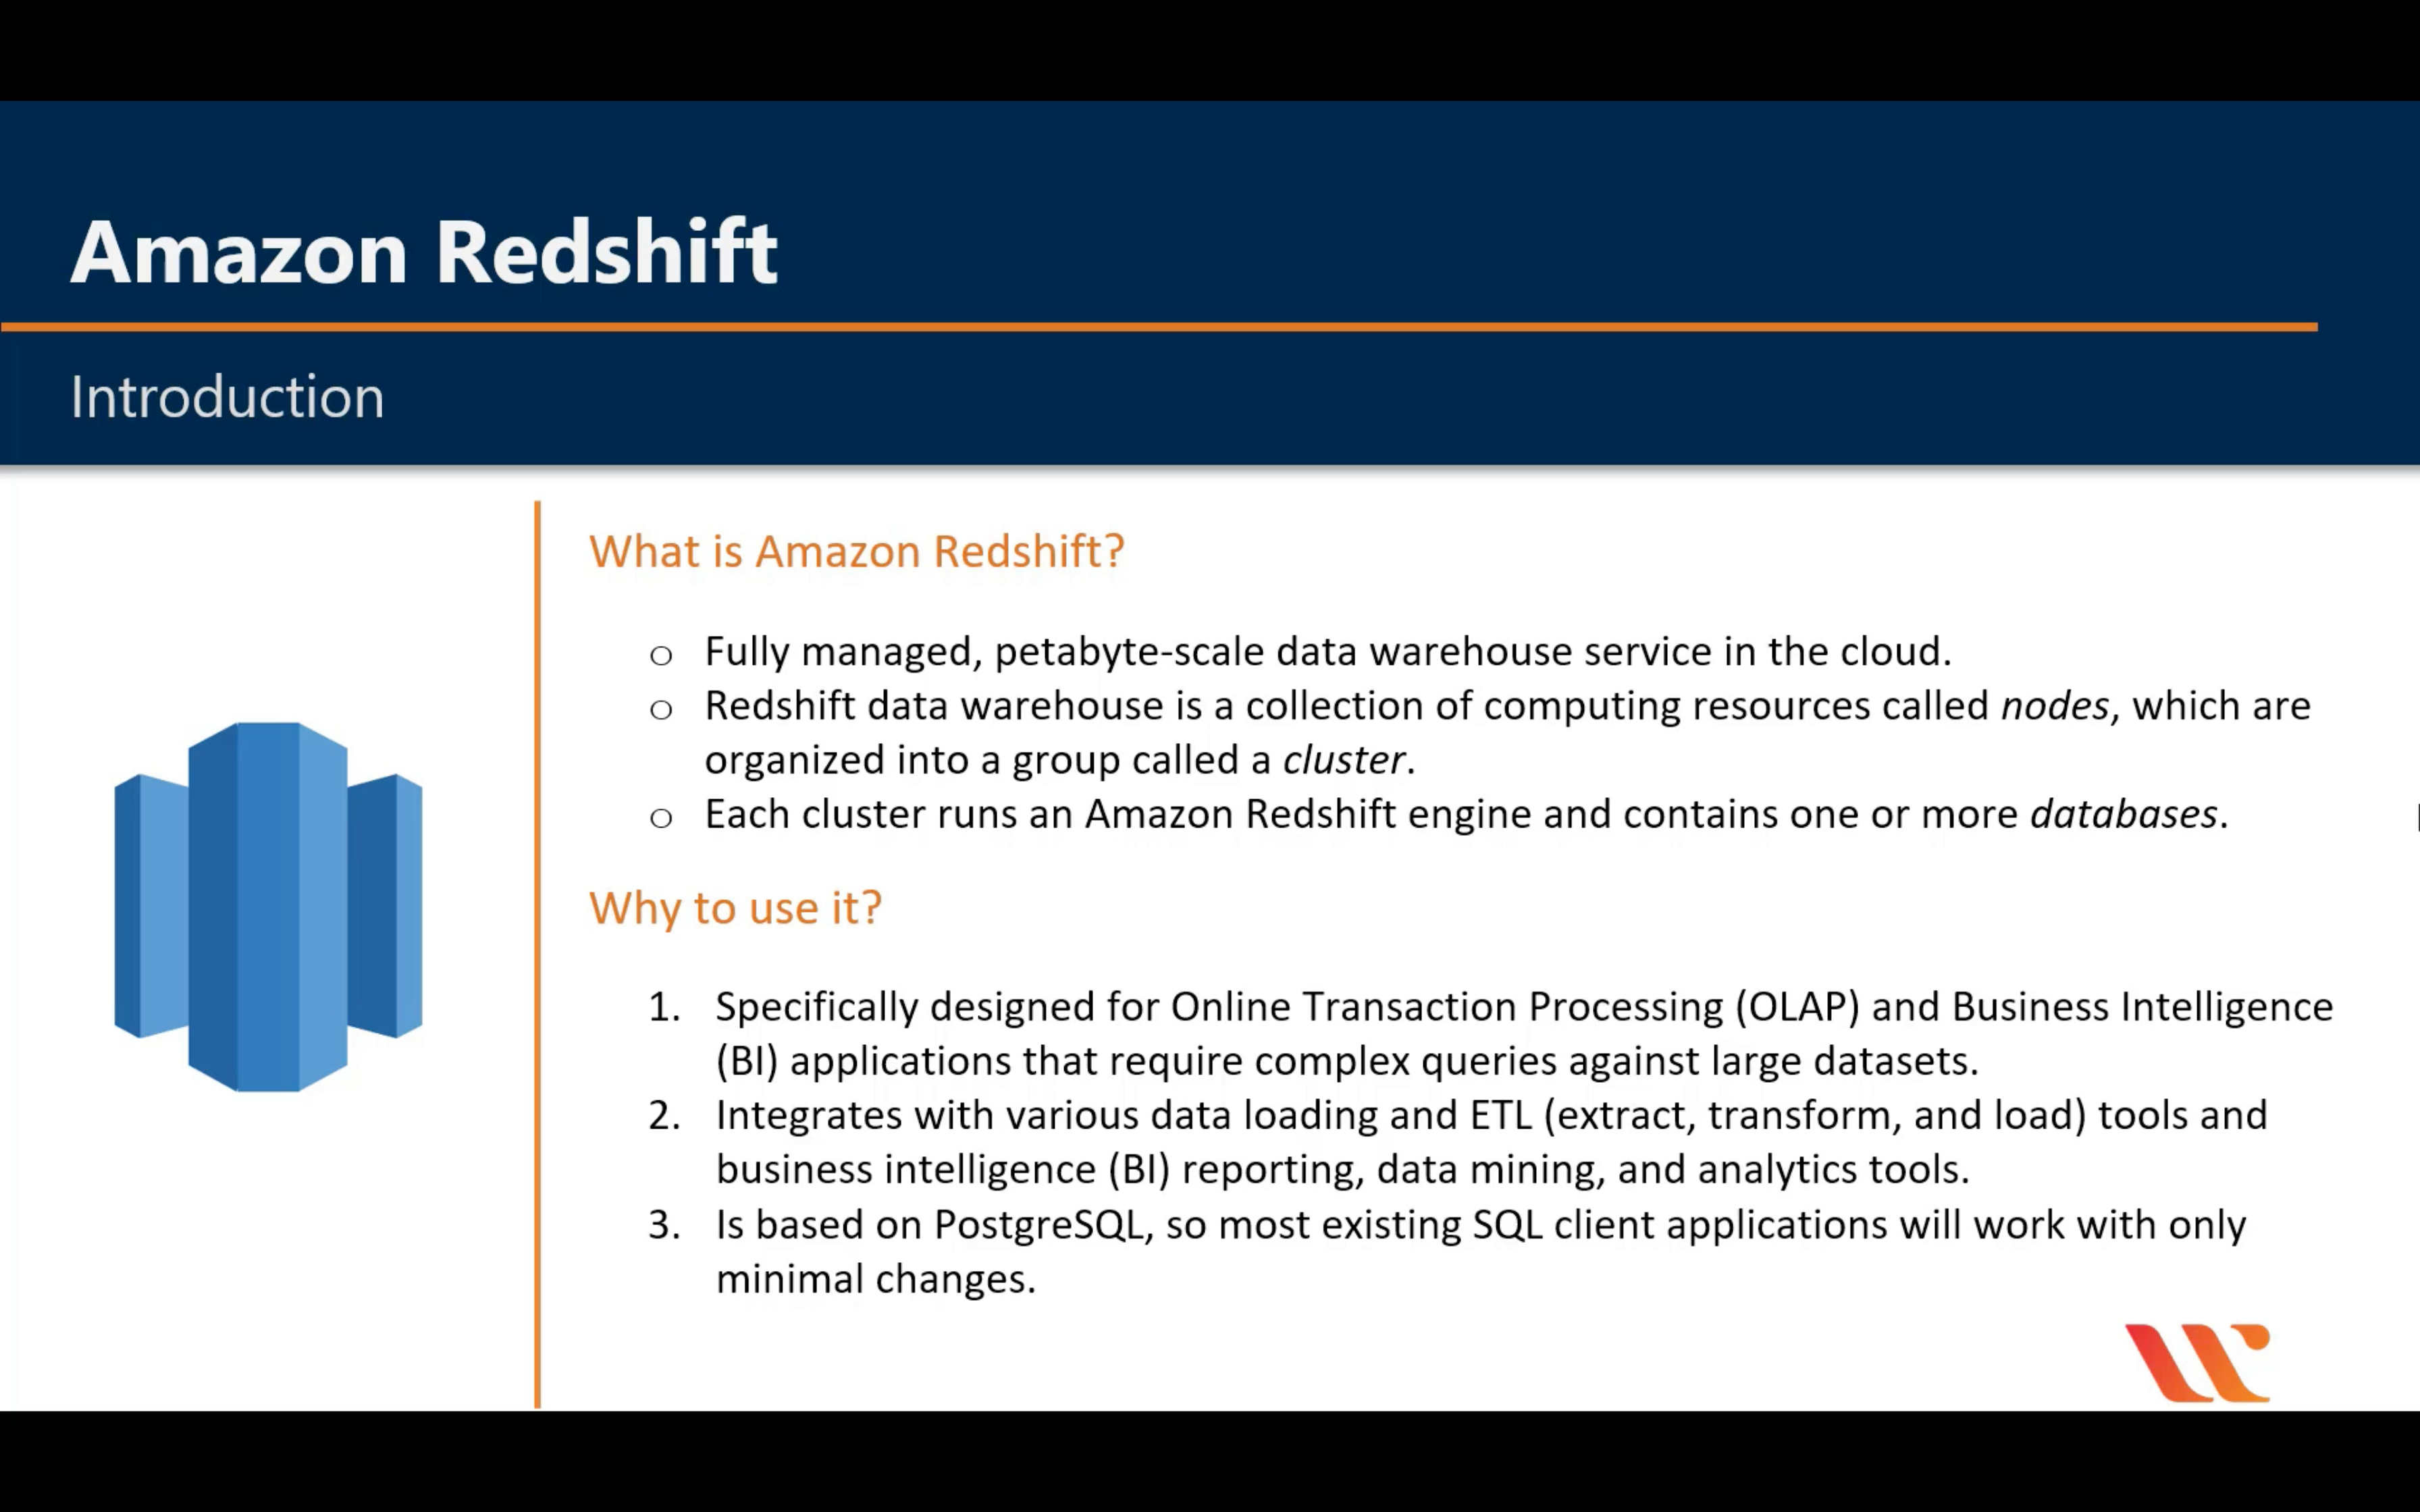 Amazon Redshift
Introduction
What is Amazon Redshift?
o Fully managed, petabyte-scale data warehouse service in the cloud.
o Redshift data warehouse is a collection of computing resources called nodes, which are
organized into a group called a cluster.
o Each cluster runs an Amazon Redshift engine and contains one or more databases.
Why to use it?
1. Specifically designed for Online Transaction Processing (OLAP) and Business Intelligence
(BI) applications that require complex queries against large datasets.
2. Integrates with various data loading and ETL (extract, transform, and load) tools and
business intelligence (BI) reporting, data mining, and analytics tools.
3. Is based on PostgreSQL, so most existing SQL client applications will work with only
minimal changes.